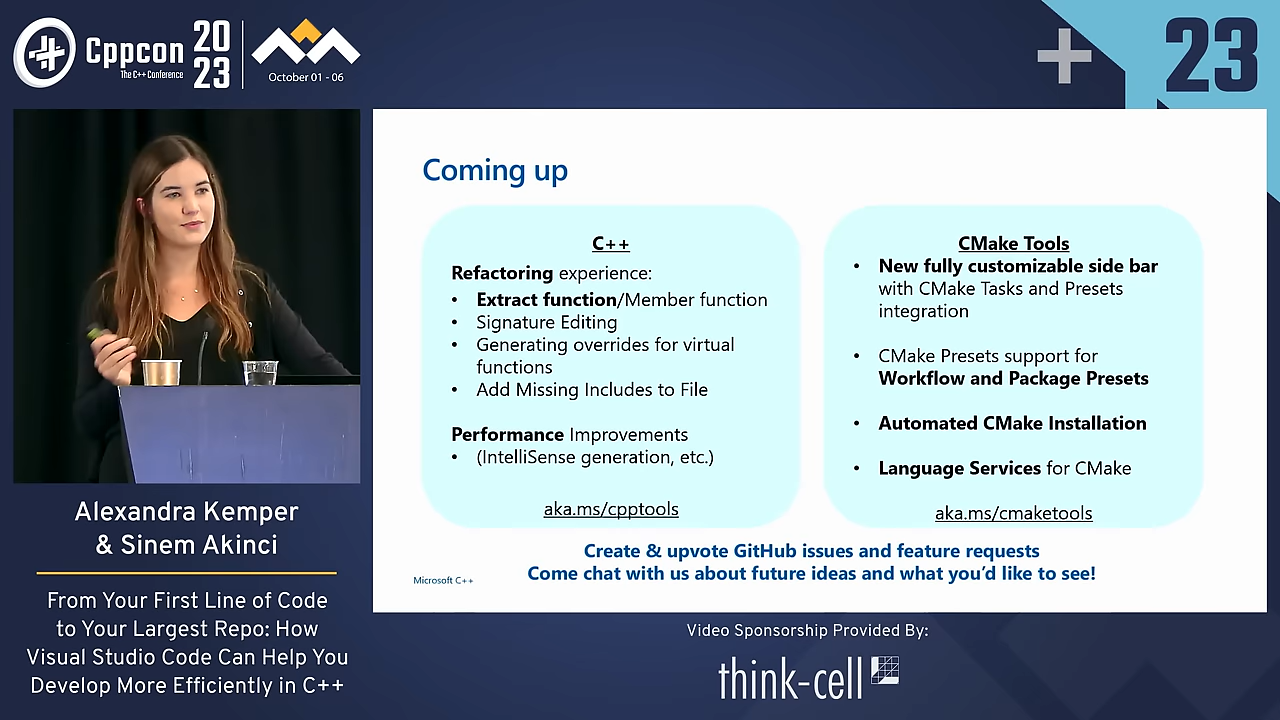 Cppcon
The C++ Conference
20
23
October 01 - 06
23
Coming up
C++
Refactoring experience:
• Extract function/Member function
• Signature Editing
• Generating overrides for virtual
functions
• Add Missing Includes to File
Performance Improvements
• (IntelliSense generation, etc.)
aka.ms/cpptools
CMake Tools
• New fully customizable side bar
with CMake Tasks and Presets
integration
• CMake Presets support for
Workflow and Package Presets
• Automated CMake Installation
• Language Services for CMake
aka.ms/cmaketools
Create & upvote GitHub issues and feature requests
Come chat with us about future ideas and what you'd like to see!
Microsoft C++
Alexandra Kemper
& Sinem Akinci
From Your First Line of Code
to Your Largest Repo: How
Visual Studio Code Can Help You
Develop More Efficiently in C++
Video Sponsorship Provided By:
think-cell